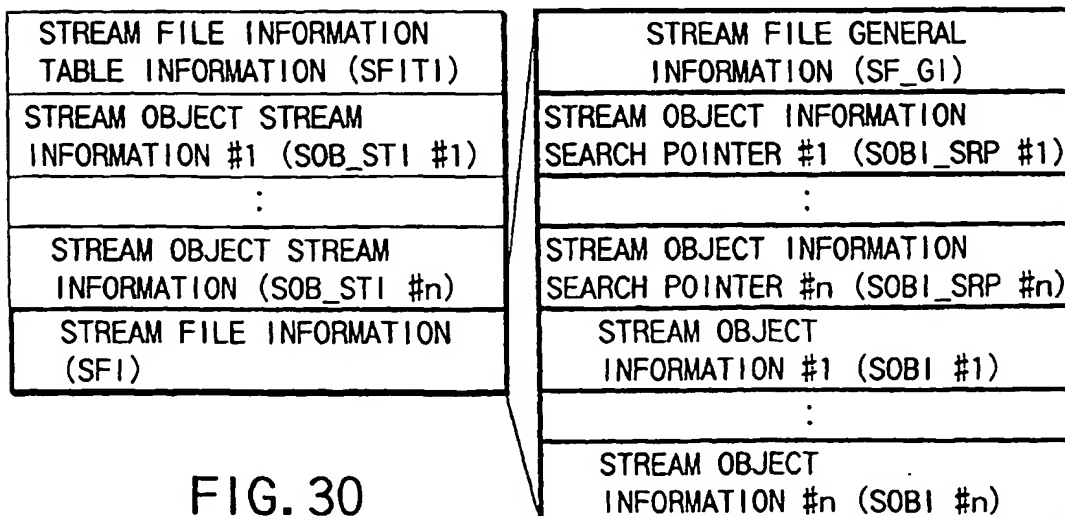 STREAM FILE INFORMATION
TABLE INFORMATION (SFITI)
STREAM OBJECT STREAM
INFORMATION #1 (SOB_STI #1)
:
STREAM OBJECT STREAM
INFORMATION (SOB_STI #n)
STREAM FILE INFORMATION
(SFI)
STREAM FILE GENERAL
INFORMATION (SF_GI)
STREAM OBJECT INFORMATION
SEARCH POINTER #1 (SOBI_SRP #1)
:
STREAM OBJECT INFORMATION
SEARCH POINTER #n (SOBI_SRP #n)
STREAM OBJECT
INFORMATION #1 (SOBI #1)
:
STREAM OBJECT
INFORMATION #n (SOBI #n)
FIG. 30